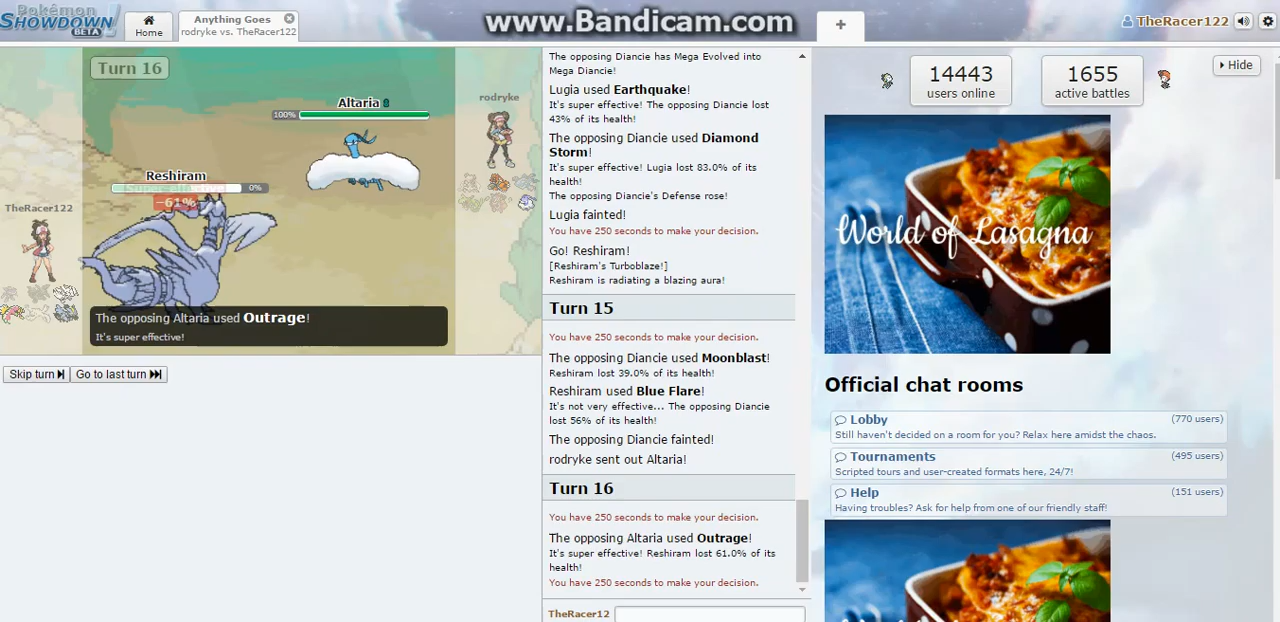 Pokémon
SHOWDOWN
BETA
Home
Anything Goes
rodryke vs. TheRacer122
www.Bandicam.com
+
TheRacer122
Turn 16
Altaria
100%
rodryke
Reshiram
Super-effective
0%
−61%
TheRacer122
The opposing Altaria used Outrage!
It's super effective!
Skip turn
Go to last turn
The opposing Diancie has Mega Evolved into
Mega Diancie!
Lugia used Earthquake!
It's super effective! The opposing Diancie lost
43% of its health!
The opposing Diancie used Diamond
Storm!
It's super effective! Lugia lost 83.0% of its
health!
The opposing Diancie's Defense rose!
Lugia fainted!
You have 250 seconds to make your decision.
Go! Reshiram!
[Reshiram's Turboblaze!]
Reshiram is radiating a blazing aura!
Turn 15
You have 250 seconds to make your decision.
The opposing Diancie used Moonblast!
Reshiram lost 39.0% of its health!
Reshiram used Blue Flare!
It's not very effective... The opposing Diancie
lost 56% of its health!
The opposing Diancie fainted!
rodryke sent out Altaria!
Turn 16
You have 250 seconds to make your decision.
The opposing Altaria used Outrage!
It's super effective! Reshiram lost 61.0% of its
health!
You have 250 seconds to make your decision.
TheRacer12
14443
users online
1655
active battles
Hide
World of Lasagna
Official chat rooms
Lobby
(770 users)
Still haven't decided on a room for you? Relax here amidst the chaos.
Tournaments
(495 users)
Scripted tours and user-created formats here, 24/7!
Help
(151 users)
Having troubles? Ask for help from one of our friendly staff!